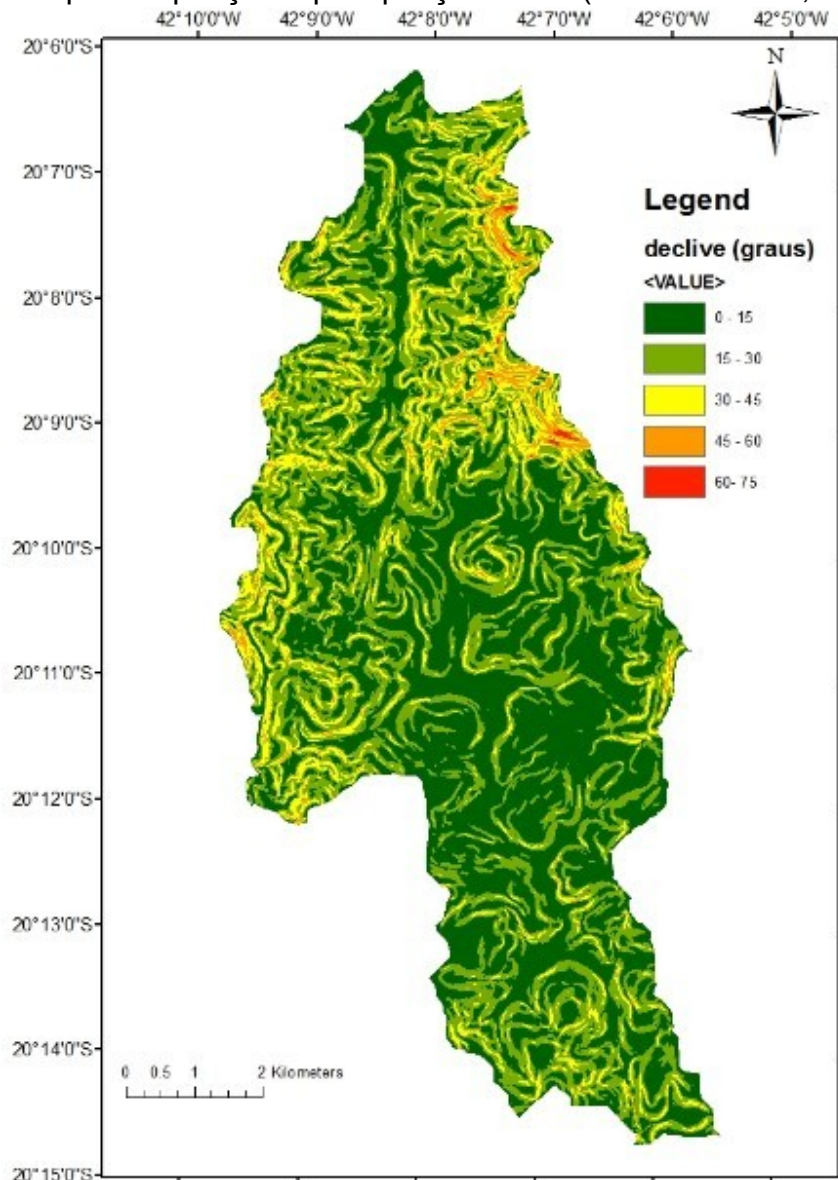 42°10'0"W 42°9'0"W 42°8'0"W 42°7'0"W 42°6'0"W 42°5'0"W
20°6'0"S
N
20°7'0"S
Legend
declive (graus)
<VALUE>
20°8'0"S
0 - 15
15 - 30
30 - 45
20°9'0"S
45 - 60
60- 75
20°10'0"S
20°11'0"S
20°12'0"S
20°13'0"S
20°14'0"S
0 0.5 1 2 Kilometers
20°15'0"S